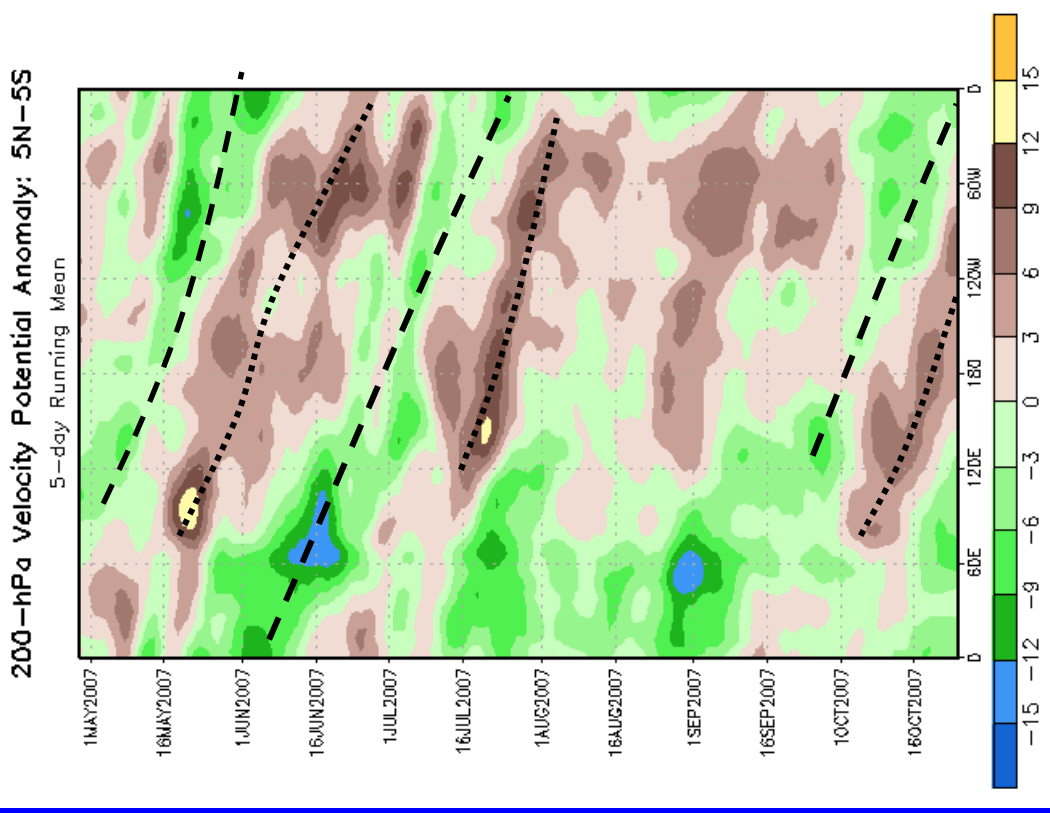 200-hPa Velocity Potential Anomaly: 5N-5S
5-day Running Mean
0
60W
120W
180
120E
60E
0
1MAY2007
16MAY2007
1JUN2007
16JUN2007
1JUL2007
16JUL2007
1AUG2007
16AUG2007
1SEP2007
16SEP2007
1OCT2007
16OCT2007
15
12
9
6
3
0
-3
-6
-9
-12
-15